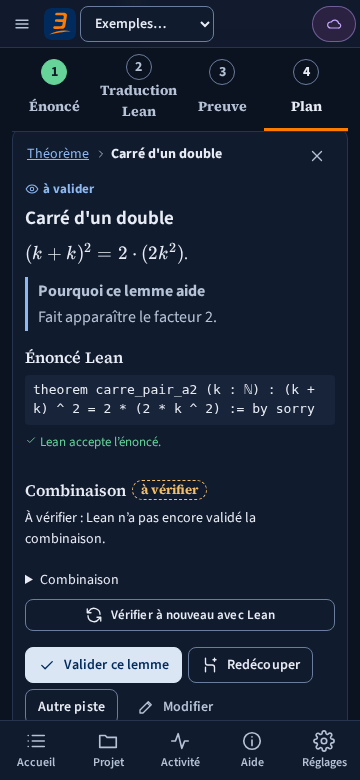 Exemples...
1
Énoncé
2
Traduction
Lean
3
Preuve
4
Plan
Théorème > Carré d'un double
à valider
Carré d'un double
(k + k)² = 2 · (2k²).
Pourquoi ce lemme aide
Fait apparaître le facteur 2.
Énoncé Lean
theorem carre_pair_a2 (k : ℕ) : (k +
k) ^ 2 = 2 * (2 * k ^ 2) := by sorry
Lean accepte l’énoncé.
Combinaison à vérifier
À vérifier : Lean n’a pas encore validé la
combinaison.
Combinaison
Vérifier à nouveau avec Lean
Valider ce lemme
Redécouper
Autre piste
Modifier
Accueil
Projet
Activité
Aide
Réglages